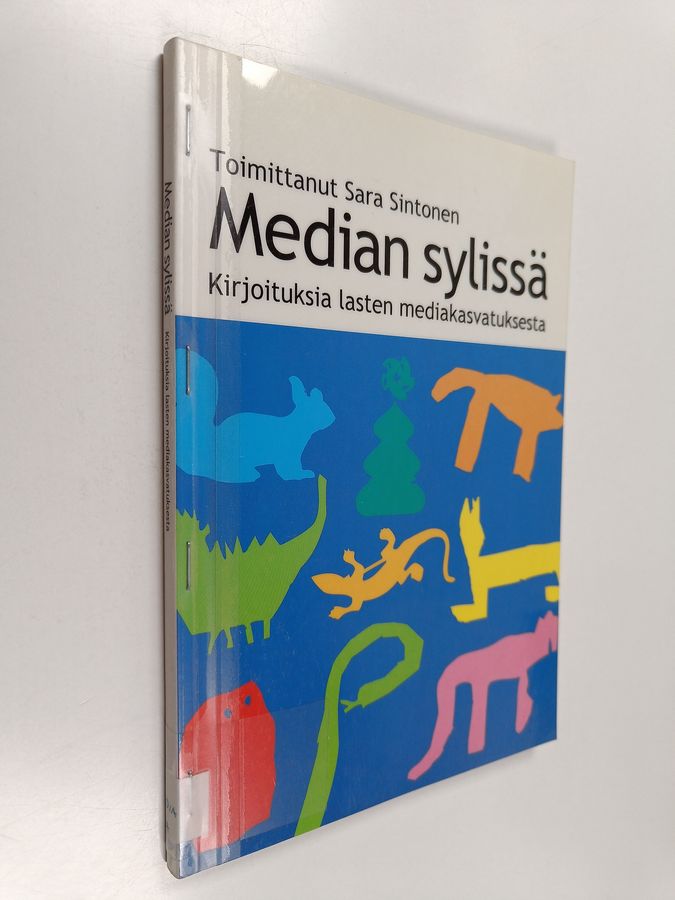 Toimittanut Sara Sintonen
Median sylissä
Kirjoituksia lasten mediakasvatuksesta
Median sylissä Kirjoituksia lasten mediakasvatuksesta